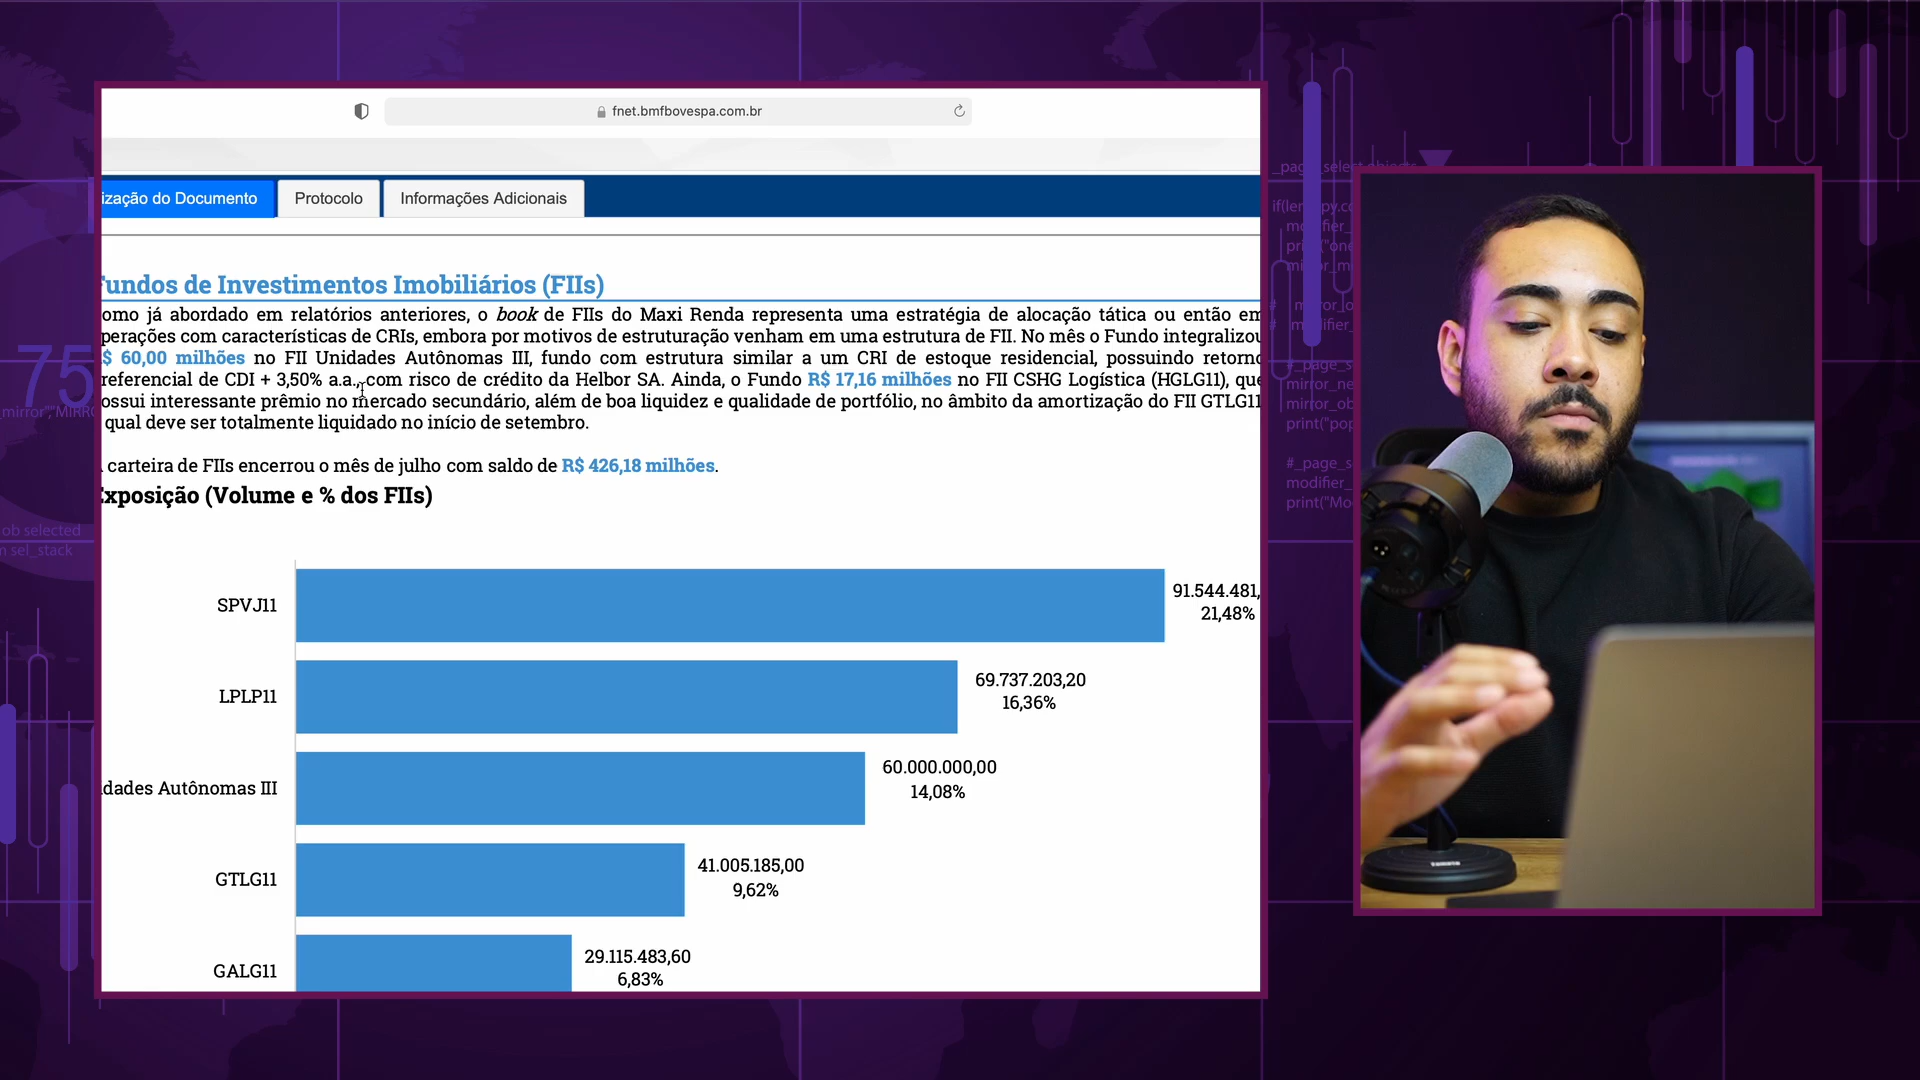 fnet.bmfbovespa.com.br
ização do Documento
Protocolo
Informações Adicionais
Fundos de Investimentos Imobiliários (FIIs)
omo já abordado em relatórios anteriores, o book de FIIs do Maxi Renda representa uma estratégia de alocação tática ou então em
perações com características de CRIs, embora por motivos de estruturação venham em uma estrutura de FII. No mês o Fundo integralizou
$ 60,00 milhões no FII Unidades Autônomas III, fundo com estrutura similar a um CRI de estoque residencial, possuindo retorno
referencial de CDI + 3,50% a.a., com risco de crédito da Helbor SA. Ainda, o Fundo R$ 17,16 milhões no FII CSHG Logística (HGLG11), que
ossui interessante prêmio no mercado secundário, além de boa liquidez e qualidade de portfólio, no âmbito da amortização do FII GTLG11
qual deve ser totalmente liquidado no início de setembro.
carteira de FIIs encerrou o mês de julho com saldo de R$ 426,18 milhões.
Exposição (Volume e % dos FIIs)
SPVJ11
91.544.481,
21,48%
LPLP11
69.737.203,20
16,36%
dades Autônomas III
60.000.000,00
14,08%
GTLG11
41.005.185,00
9,62%
GALG11
29.115.483,60
6,83%
75
ob selected
sel_stack